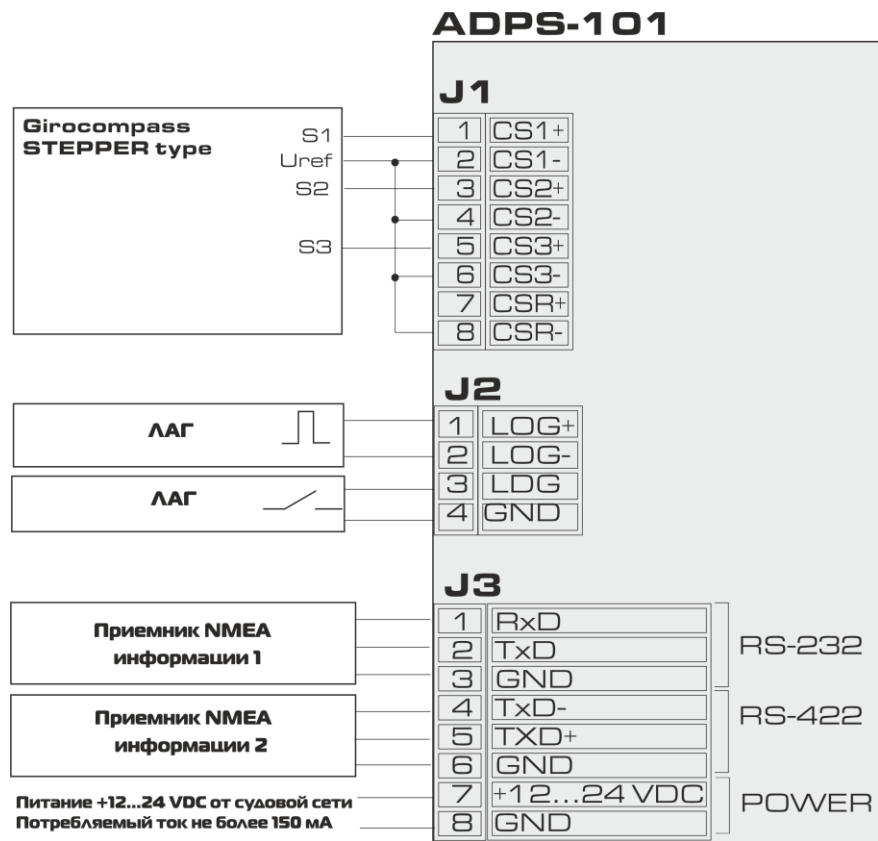 ADPS-101
J1
Girocompass
STEPPER type
S1
Uref
S2
S3
1 CS1+
2 CS1-
3 CS2+
4 CS2-
5 CS3+
6 CS3-
7 CSR+
8 CSR-
J2
ЛАГ
ЛАГ
1 LOG+
2 LOG-
3 LDG
4 GND
J3
Приемник NMEA
информации 1
Приемник NMEA
информации 2
Питание +12...24 VDC от судовой сети
Потребляемый ток не более 150 мА
1 RxD
2 TxD
3 GND
4 TxD-
5 TXD+
6 GND
7 +12...24 VDC
8 GND
RS-232
RS-422
POWER